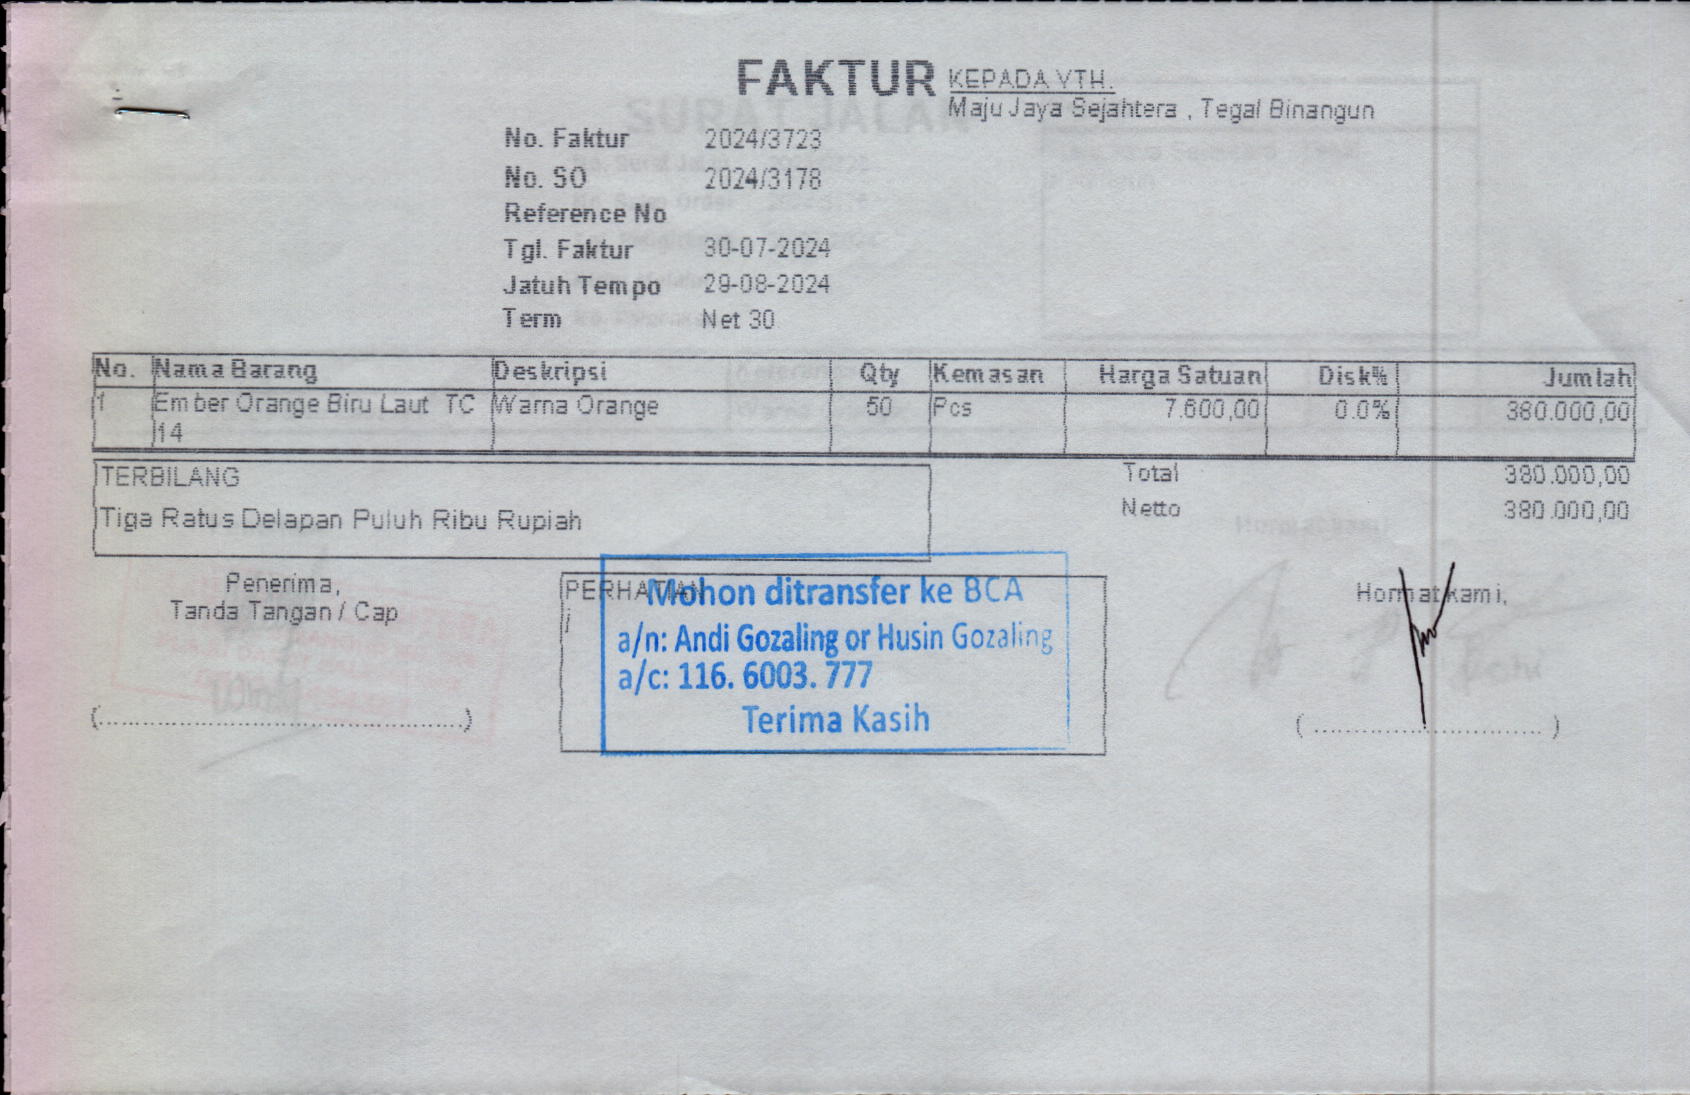 FAKTUR
KEPADA YTH.
Maju Jaya Sejahtera , Tegal Binangun
No. Faktur 2024/3723
No. SO 2024/3178
Reference No
Tgl. Faktur 30-07-2024
Jatuh Tempo 29-08-2024
Term Net 30
No. Nama Barang Deskripsi Qty Kemasan Harga Satuan Disk% Jumlah
1 Ember Orange Biru Laut TC Warna Orange 50 Pcs 7.600,00 0.0% 380.000,00
14
TERBILANG
Tiga Ratus Delapan Puluh Ribu Rupiah
Total 380.000,00
Netto 380.000,00
Penerima,
Tanda Tangan / Cap
(................................................)
PERHATIAN
Mohon ditransfer ke BCA
a/n: Andi Gozaling or Husin Gozaling
a/c: 116. 6003. 777
Terima Kasih
Hormat kami,
( .............................. )